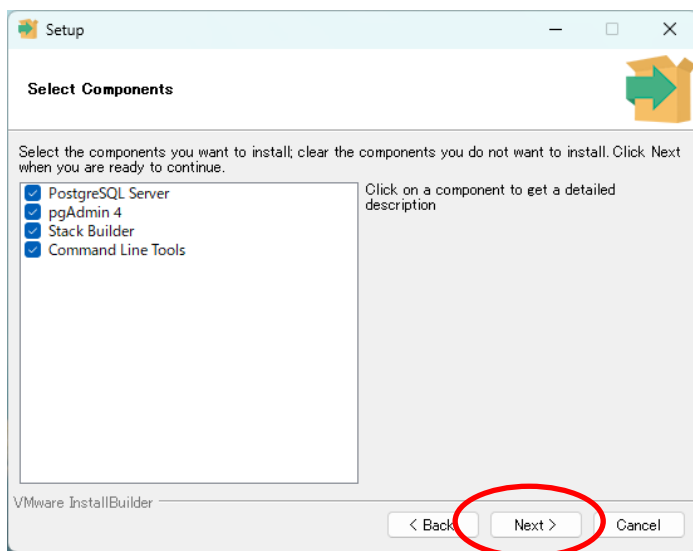 Setup
Select Components
Select the components you want to install; clear the components you do not want to install. Click Next
when you are ready to continue.
PostgreSQL Server
pgAdmin 4
Stack Builder
Command Line Tools
Click on a component to get a detailed
description
VMware InstallBuilder
< Back
Next >
Cancel